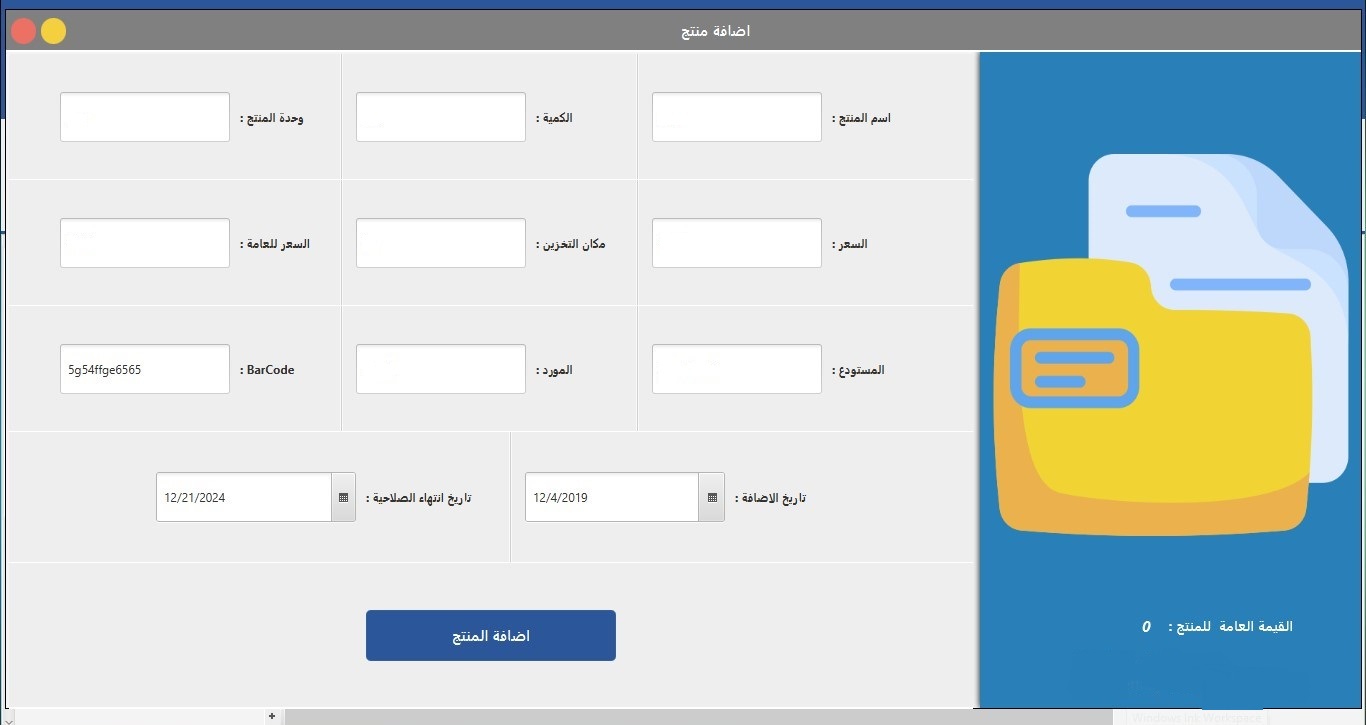 اضافة منتج
اسم المنتج :
الكمية :
وحدة المنتج :
السعر :
مكان التخزين :
السعر للعامة :
المستودع :
المورد :
BarCode :
5g54ffge6565
تاريخ الاضافة :
12/4/2019
تاريخ انتهاء الصلاحية :
12/21/2024
اضافة المنتج
القيمة العامة للمنتج : 0
Windows Ink Workspace